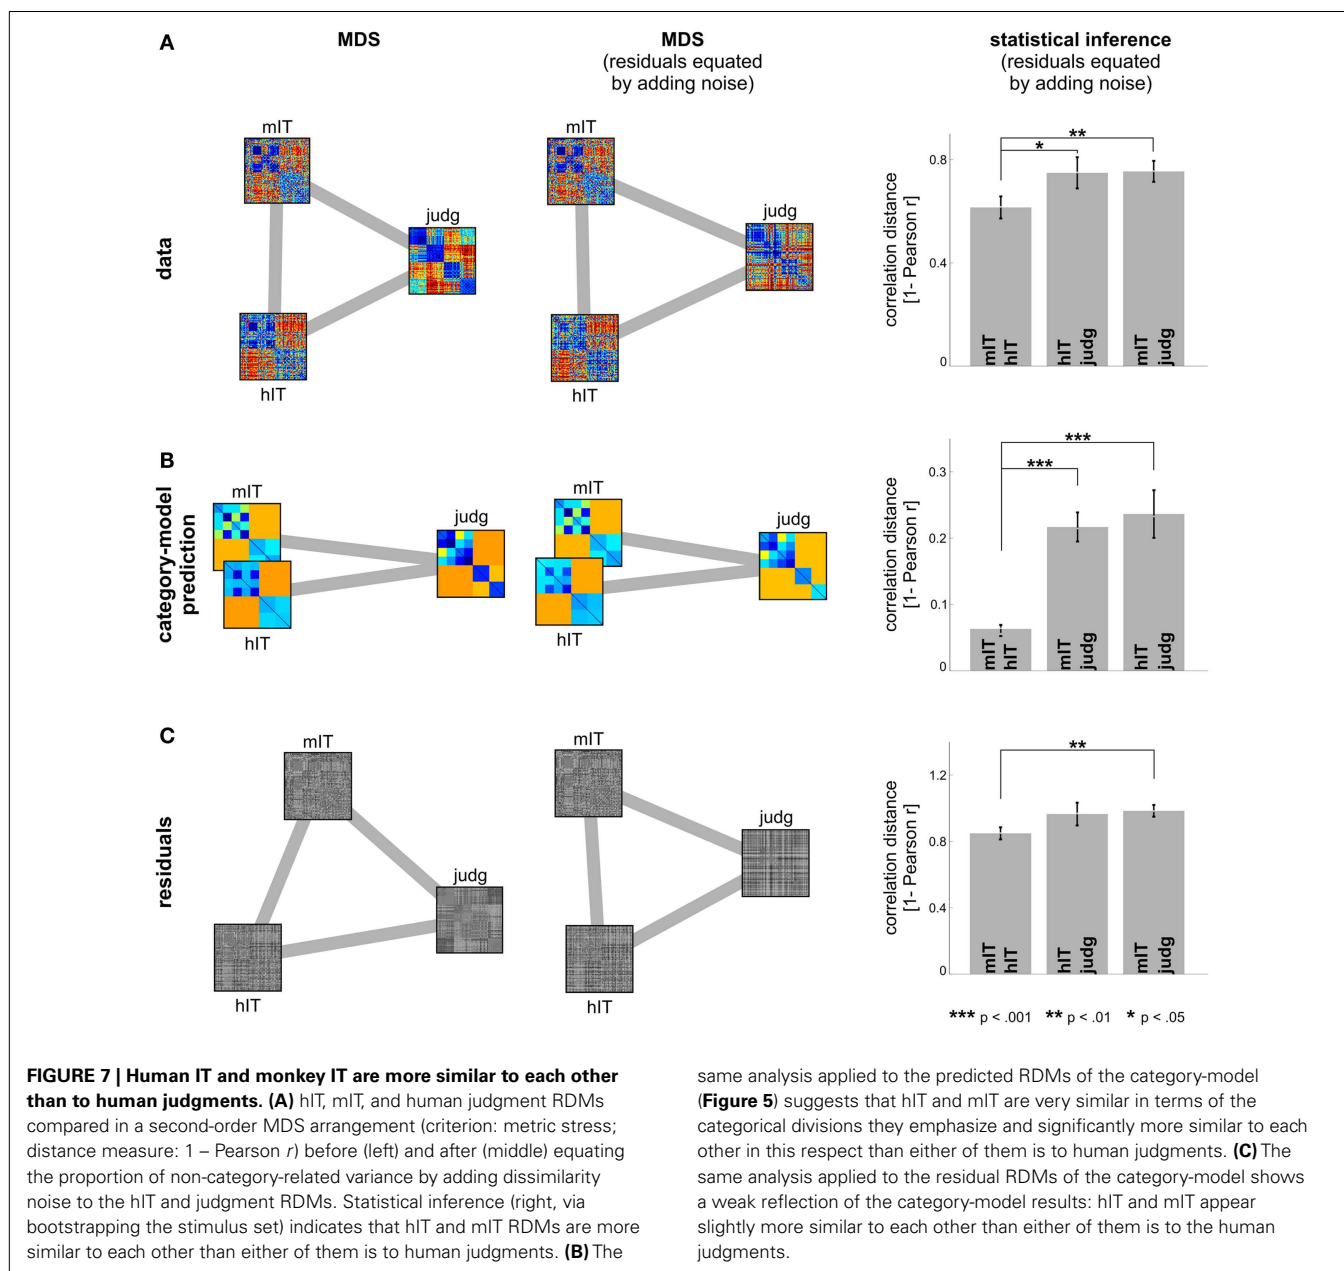 A
MDS
MDS
(residuals equated
by adding noise)
statistical inference
(residuals equated
by adding noise)
data
mIT
judg
hIT
mIT
judg
hIT
correlation distance
[1- Pearson r]
0.8
0.4
0
mIT
hIT
hIT
judg
mIT
judg
*
**
B
category-model
prediction
mIT
judg
hIT
mIT
judg
hIT
correlation distance
[1- Pearson r]
0.3
0.2
0.1
0
mIT
hIT
mIT
judg
hIT
judg
***
***
C
residuals
mIT
judg
hIT
mIT
judg
hIT
correlation distance
[1- Pearson r]
1.2
0.8
0.4
0
mIT
hIT
hIT
judg
mIT
judg
**
*** p < .001 ** p < .01 * p < .05
FIGURE 7 | Human IT and monkey IT are more similar to each other
than to human judgments. (A) hIT, mIT, and human judgment RDMs
compared in a second-order MDS arrangement (criterion: metric stress;
distance measure: 1 – Pearson r) before (left) and after (middle) equating
the proportion of non-category-related variance by adding dissimilarity
noise to the hIT and judgment RDMs. Statistical inference (right, via
bootstrapping the stimulus set) indicates that hIT and mIT RDMs are more
similar to each other than either of them is to human judgments. (B) The
same analysis applied to the predicted RDMs of the category-model
(Figure 5) suggests that hIT and mIT are very similar in terms of the
categorical divisions they emphasize and significantly more similar to each
other in this respect than either of them is to human judgments. (C) The
same analysis applied to the residual RDMs of the category-model shows
a weak reflection of the category-model results: hIT and mIT appear
slightly more similar to each other than either of them is to the human
judgments.